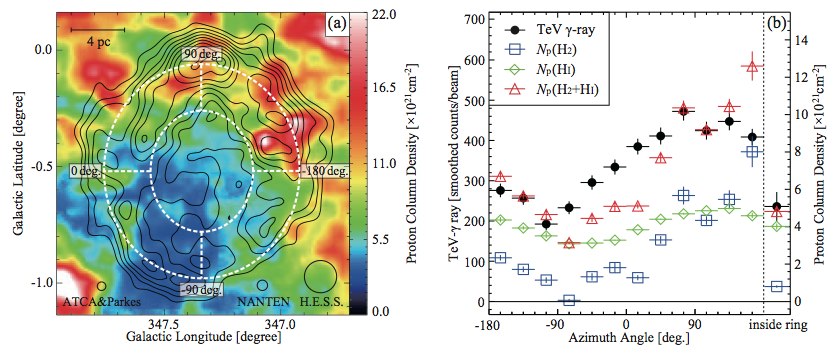 (a)
4 pc
90 deg.
0 deg.
-180 deg.
-90 deg.
ATCA&Parkes
NANTEN
H.E.S.S.
0.0
-0.5
-1.0
Galactic Latitude [degree]
347.5
347.0
Galactic Longitude [degree]
22.0
16.5
11.0
5.5
0.0
Proton Column Density [×10²¹cm⁻²]
(b)
TeV γ-ray
Nₚ(H₂)
Nₚ(HI)
Nₚ(H₂+HI)
TeV-γ ray [smoothed counts/beam]
700
600
500
400
300
200
100
0
-180
-90
0
90
inside ring
Azimuth Angle [deg.]
14
12
10
8
6
4
2
0
Proton Column Density [×10²¹cm⁻²]